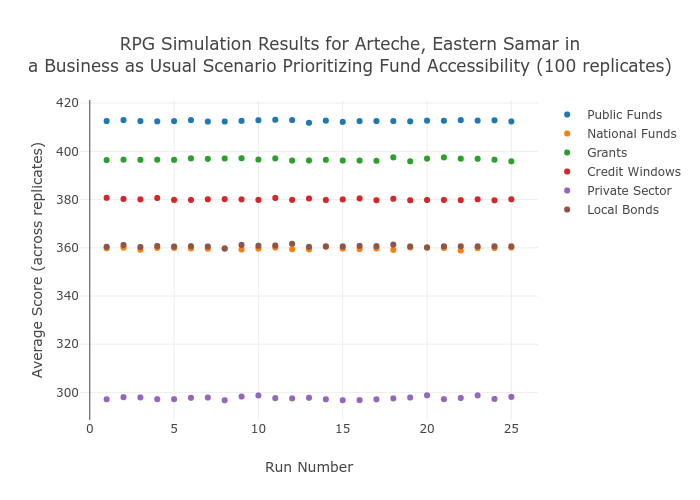 RPG Simulation Results for Arteche, Eastern Samar in
a Business as Usual Scenario Prioritizing Fund Accessibility (100 replicates)
420
400
380
360
340
320
300
Average Score (across replicates)
0
5
10
15
20
25
Run Number
Public Funds
National Funds
Grants
Credit Windows
Private Sector
Local Bonds